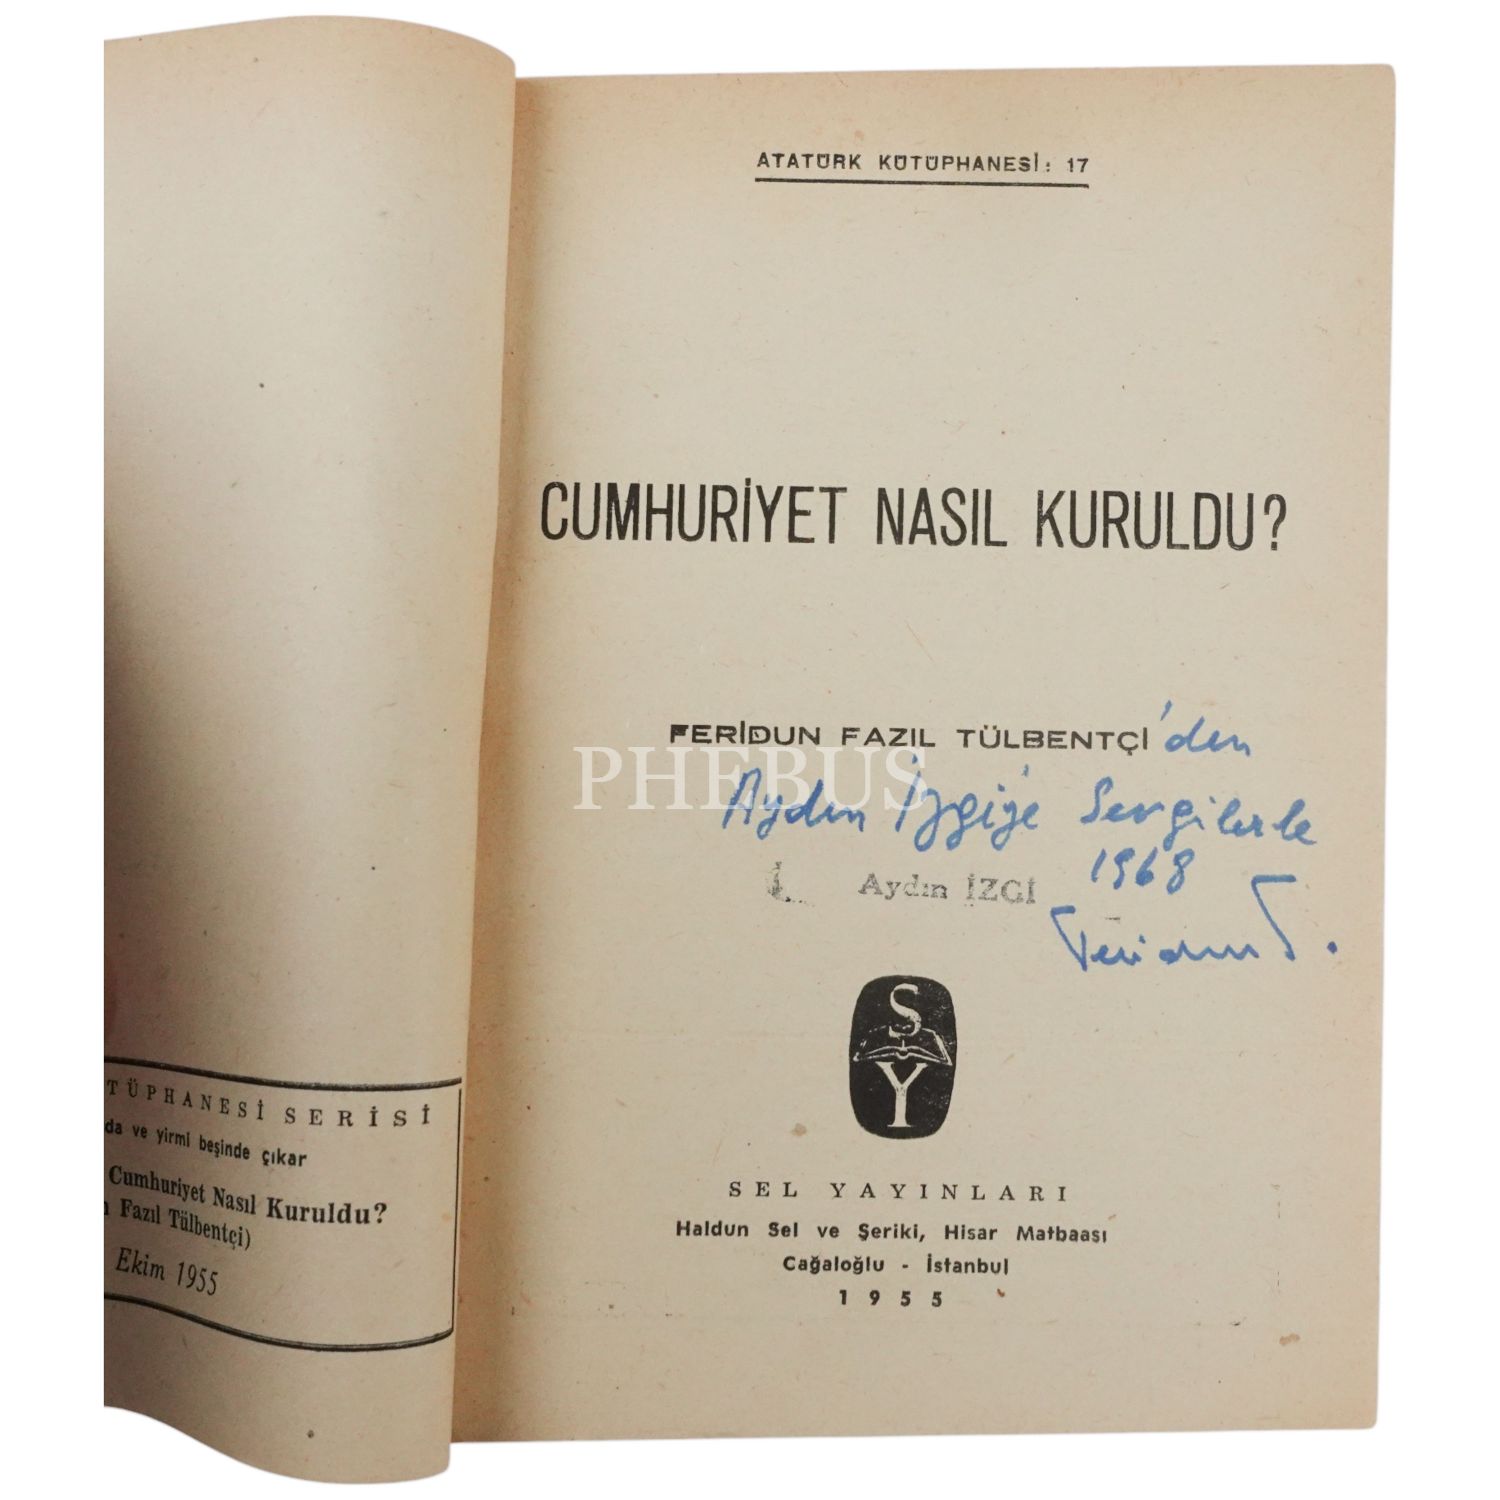 ATATÜRK KÜTÜPHANESİ: 17
CUMHURİYET NASIL KURULDU?
FERİDUN FAZIL TÜLBENTÇİ'den
PHEBUS
Aydın İzgi'ye Sevgilerle
1968
Aydın İZGİ
Feridun T.
S
Y
SEL YAYINLARI
Haldun Sel ve Şeriki, Hisar Matbaası
Cağaloğlu - İstanbul
1955
TÜPHANESİ SERİSİ
da ve yirmi beşinde çıkar
Cumhuriyet Nasıl Kuruldu?
n Fazıl Tülbentçi)
Ekim 1955